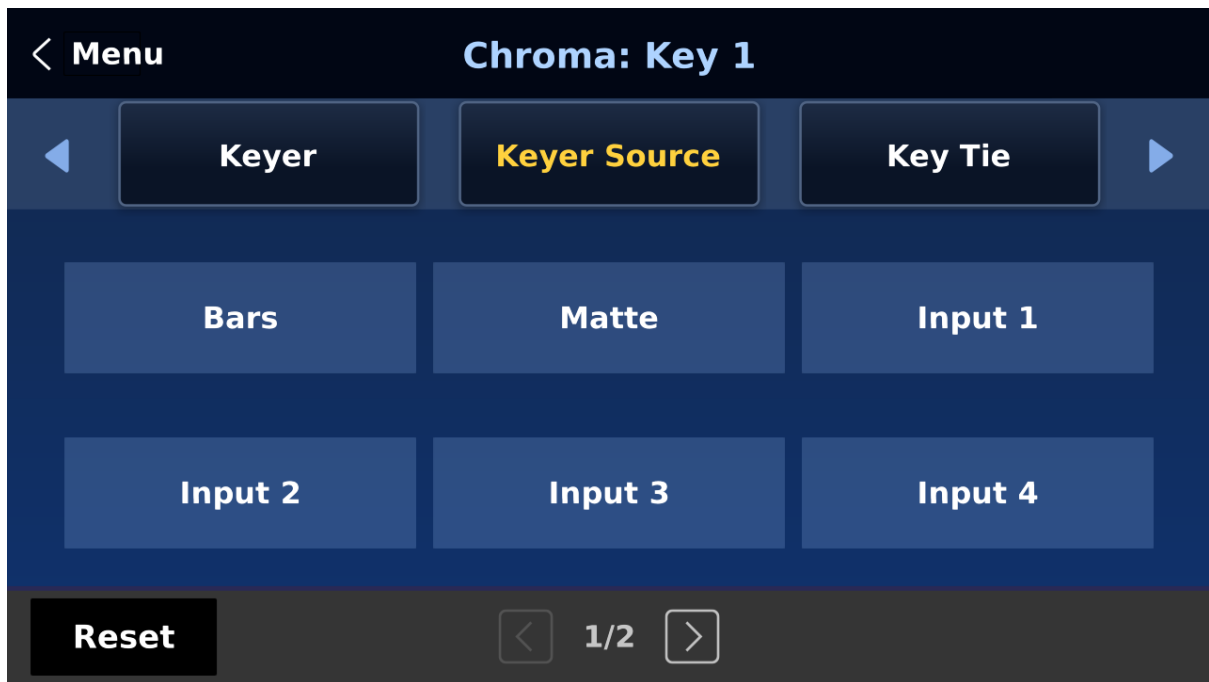 Menu
Chroma: Key 1
Keyer
Keyer Source
Key Tie
Bars
Matte
Input 1
Input 2
Input 3
Input 4
Reset
1/2